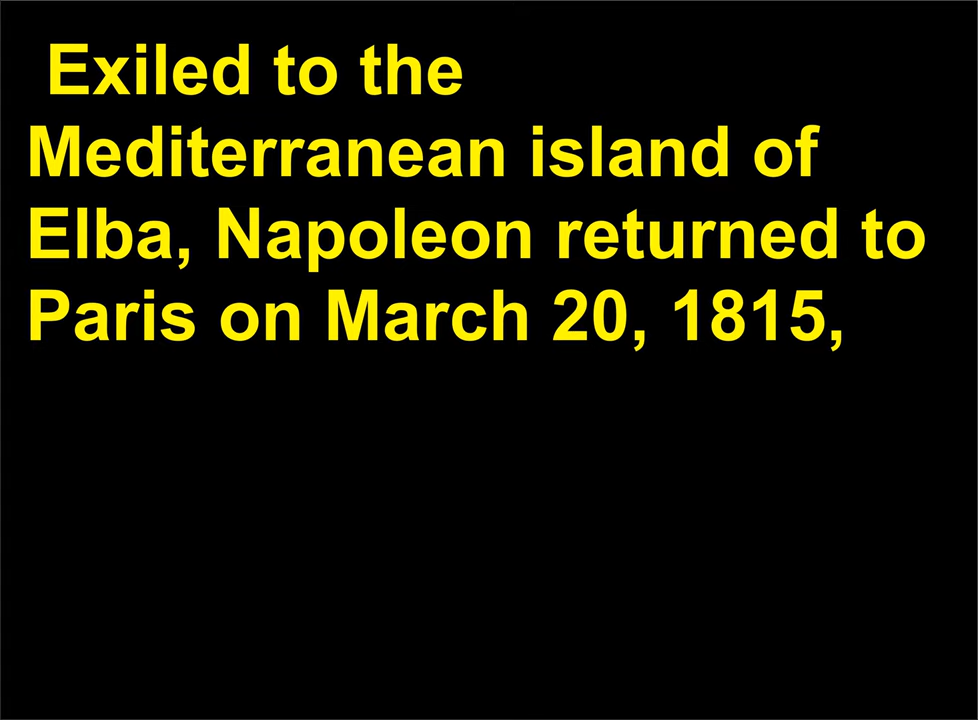 Exiled to the
Mediterranean island of
Elba, Napoleon returned to
Paris on March 20, 1815,